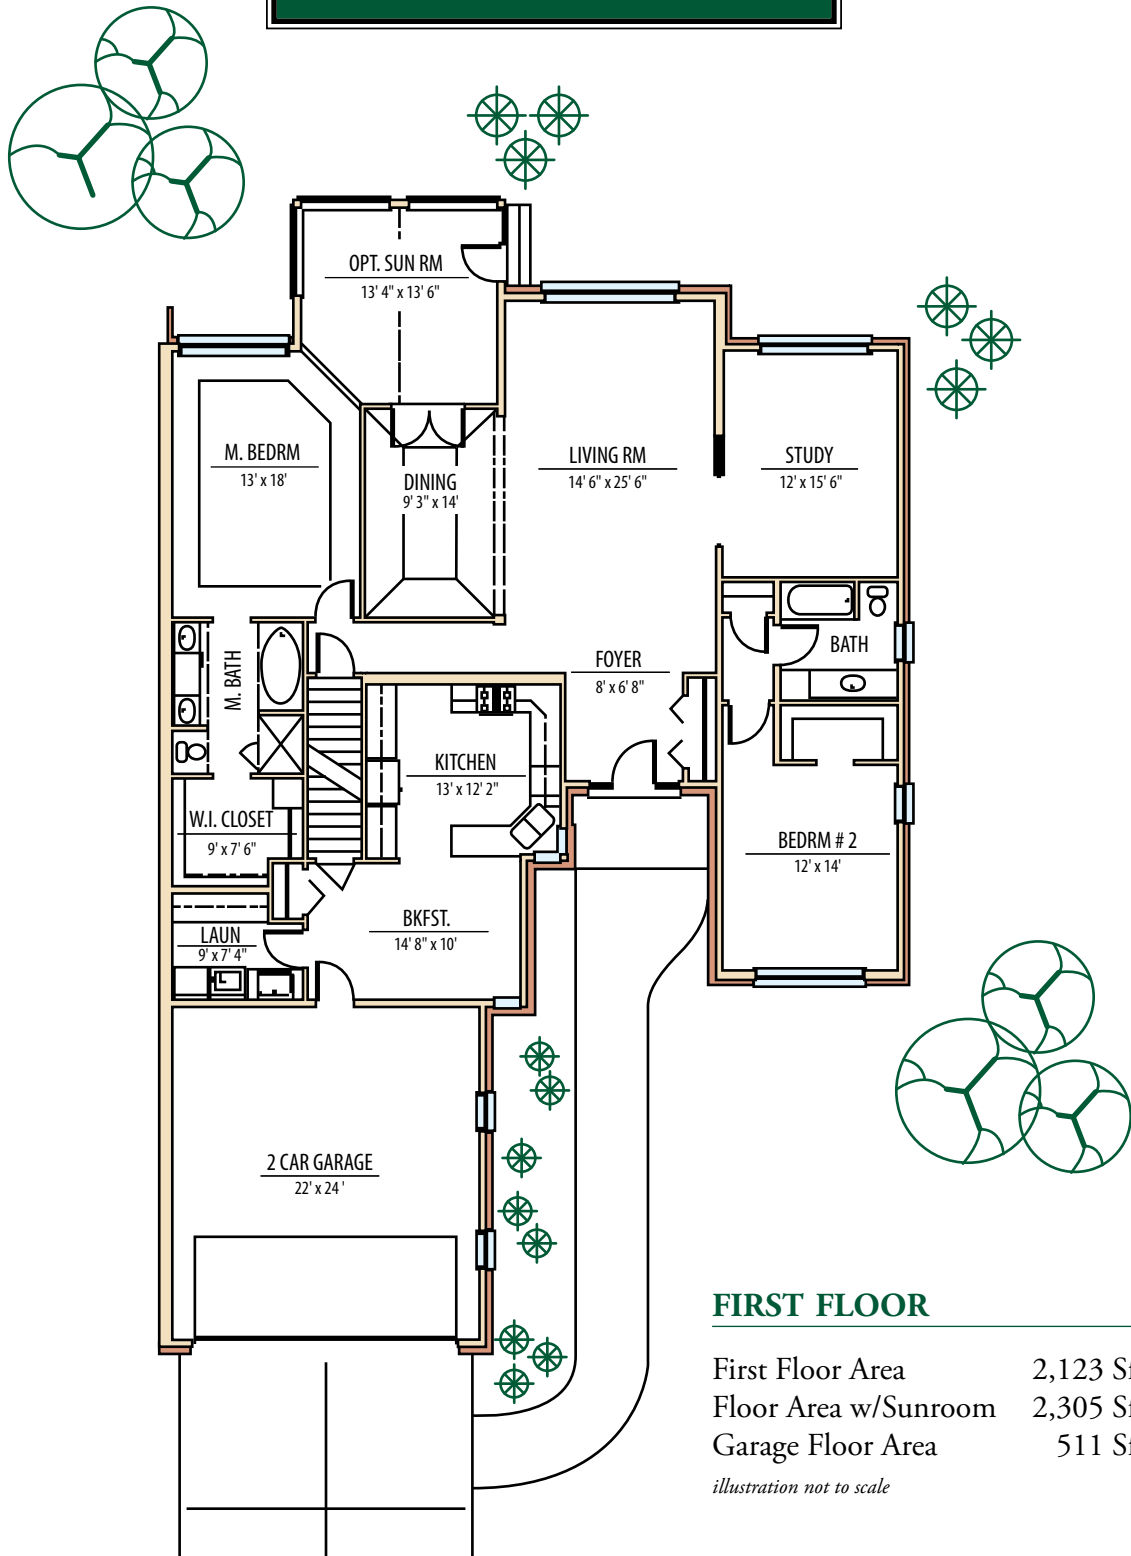 OPT. SUN RM
13' 4" x 13' 6"
M. BEDRM
13' x 18'
DINING
9' 3" x 14'
LIVING RM
14' 6" x 25' 6"
STUDY
12' x 15' 6"
M. BATH
FOYER
8' x 6' 8"
BATH
KITCHEN
13' x 12' 2"
W.I. CLOSET
9' x 7' 6"
BEDRM # 2
12' x 14'
LAUN
9' x 7' 4"
BKFST.
14' 8" x 10'
2 CAR GARAGE
22' x 24 '
FIRST FLOOR
First Floor Area 2,123 Sf
Floor Area w/Sunroom 2,305 Sf
Garage Floor Area 511 Sf
illustration not to scale